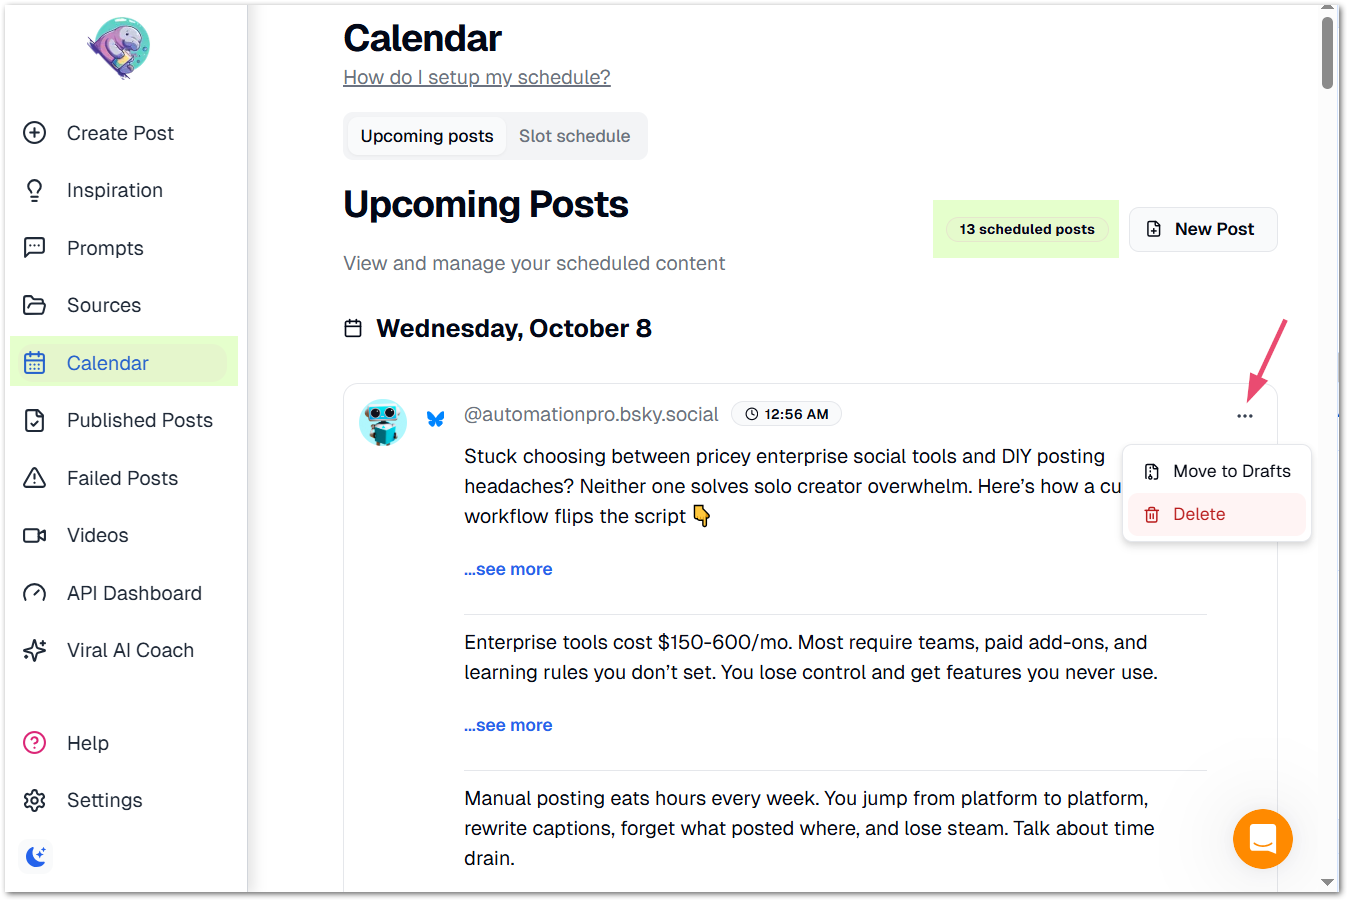 Create Post
Inspiration
Prompts
Sources
Calendar
Published Posts
Failed Posts
Videos
API Dashboard
Viral AI Coach
Help
Settings
Calendar
How do I setup my schedule?
Upcoming posts
Slot schedule
Upcoming Posts
13 scheduled posts
New Post
View and manage your scheduled content
Wednesday, October 8
@automationpro.bsky.social
12:56 AM
Stuck choosing between pricey enterprise social tools and DIY posting
headaches? Neither one solves solo creator overwhelm. Here’s how a cu
workflow flips the script 👇
...see more
Move to Drafts
Delete
Enterprise tools cost $150-600/mo. Most require teams, paid add-ons, and
learning rules you don’t set. You lose control and get features you never use.
...see more
Manual posting eats hours every week. You jump from platform to platform,
rewrite captions, forget what posted where, and lose steam. Talk about time
drain.